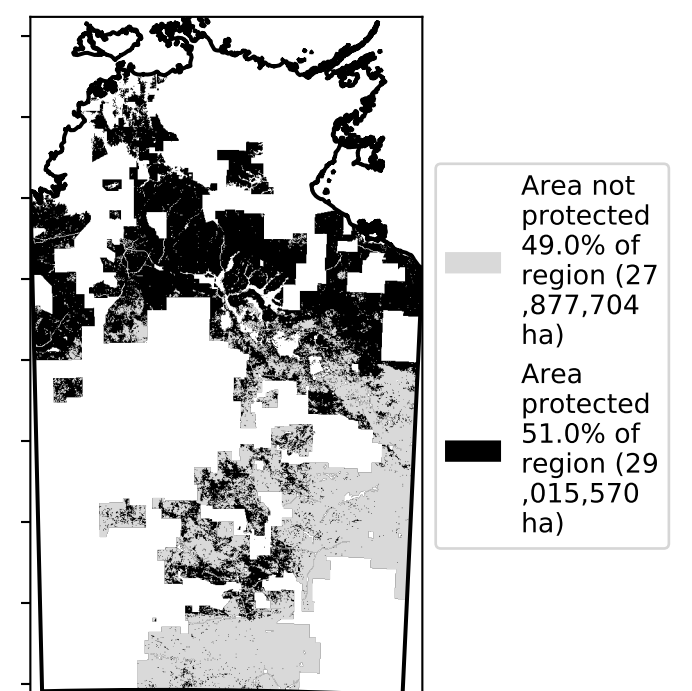 Area not
protected
49.0% of
region (27
,877,704
ha)
Area
protected
51.0% of
region (29
,015,570
ha)